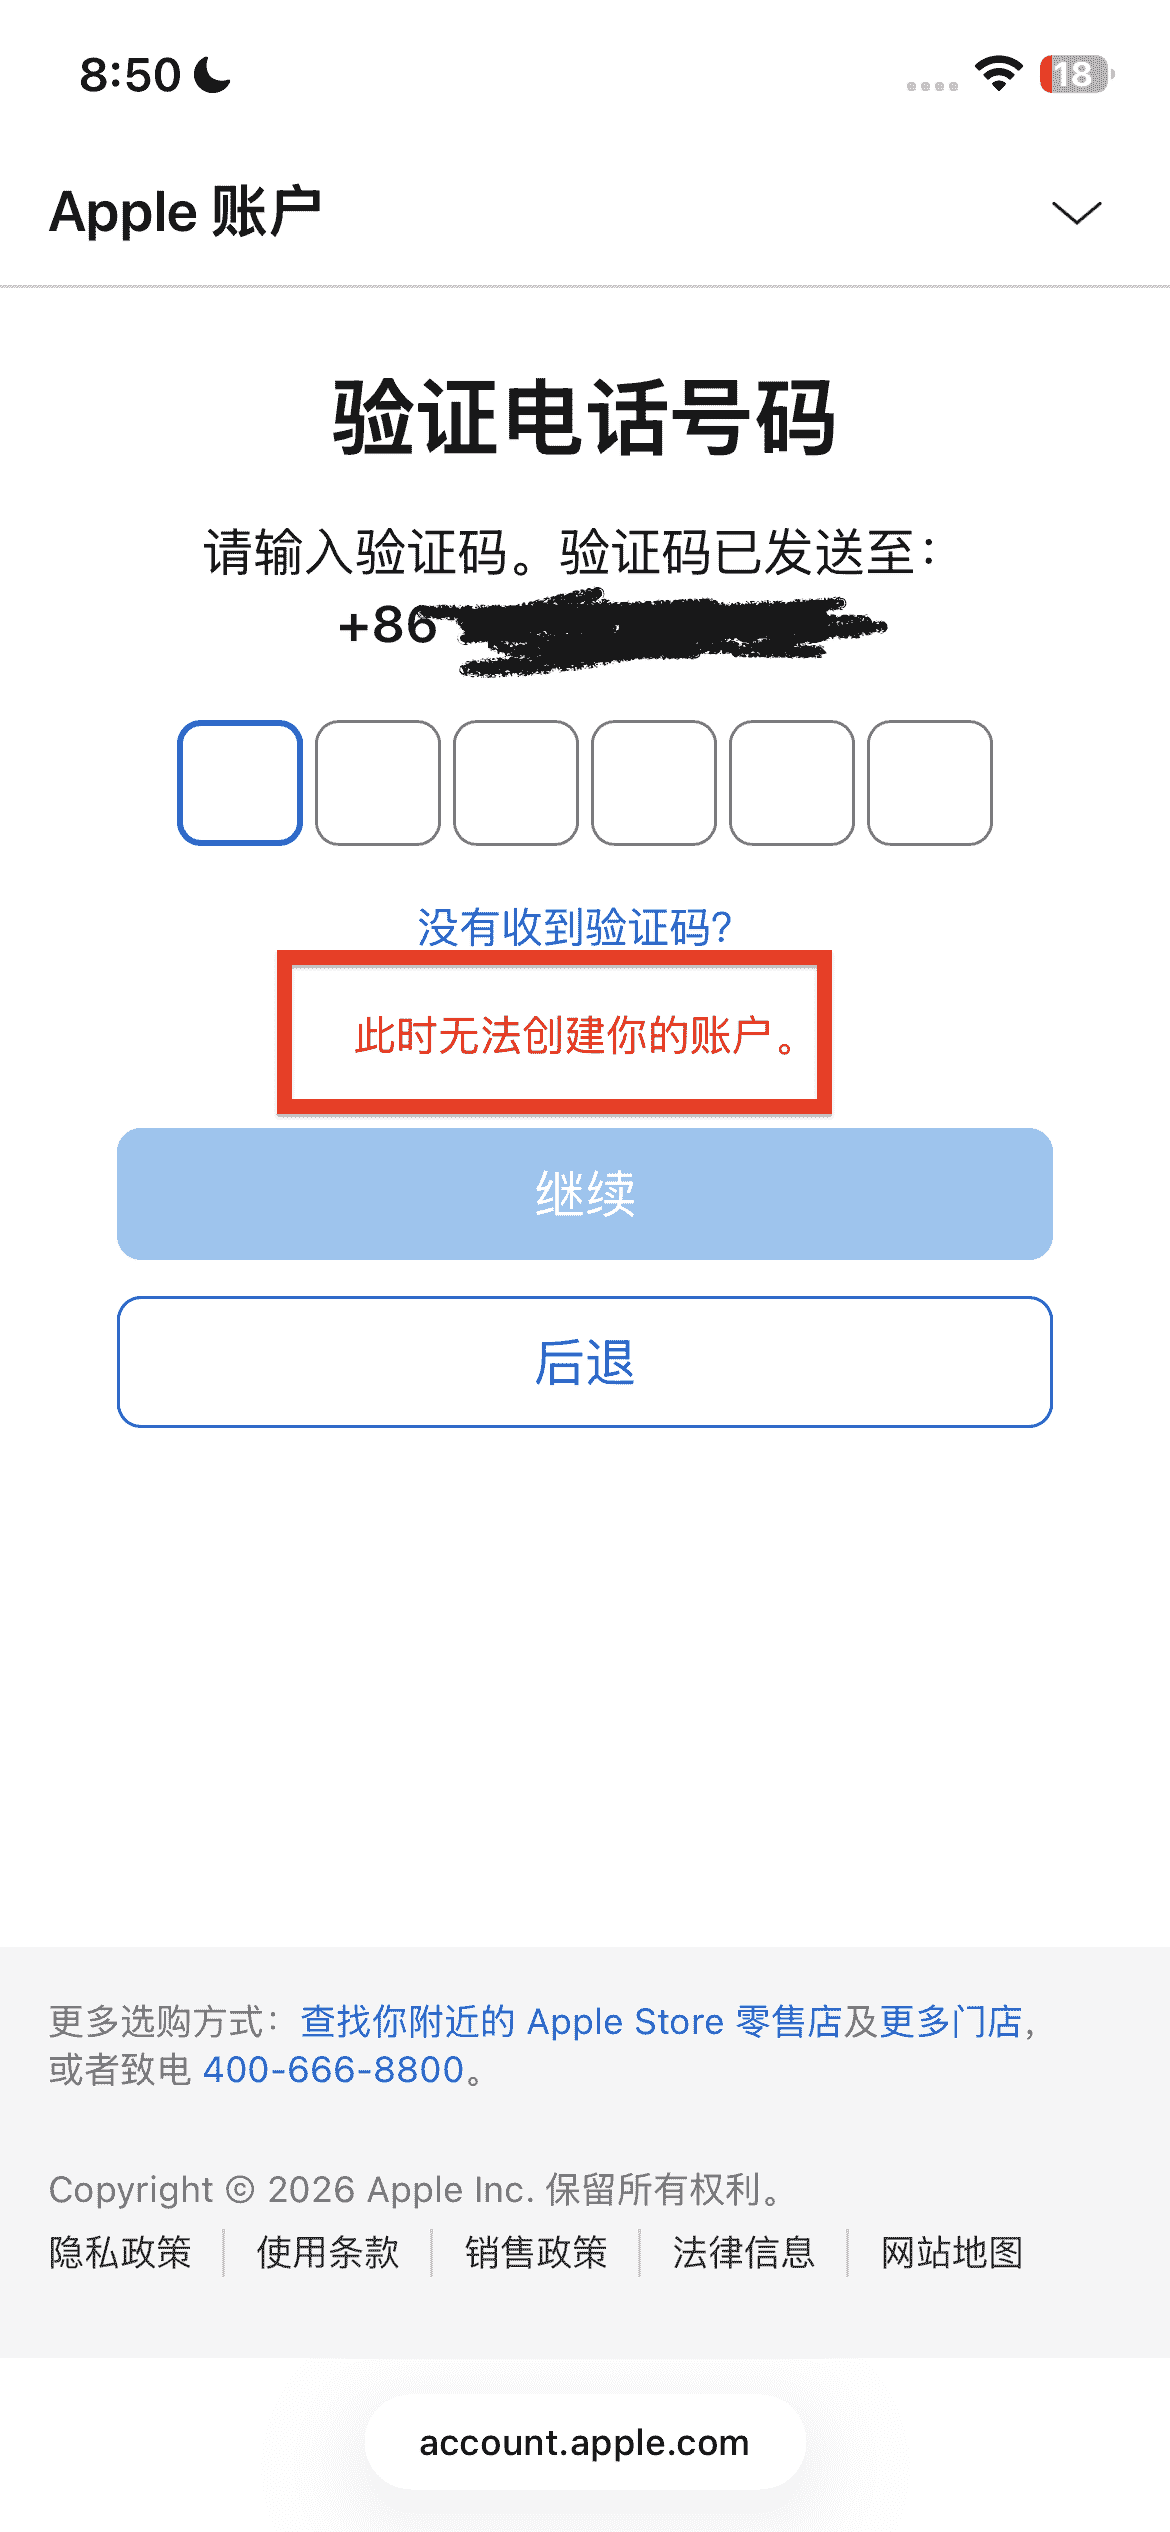 8:50
18
Apple 账户
验证电话号码
请输入验证码。验证码已发送至：
+86
没有收到验证码？
此时无法创建你的账户。
继续
后退
更多选购方式：查找你附近的 Apple Store 零售店及更多门店，
或者致电 400-666-8800。
Copyright © 2026 Apple Inc. 保留所有权利。
隐私政策 | 使用条款 | 销售政策 | 法律信息 | 网站地图
account.apple.com